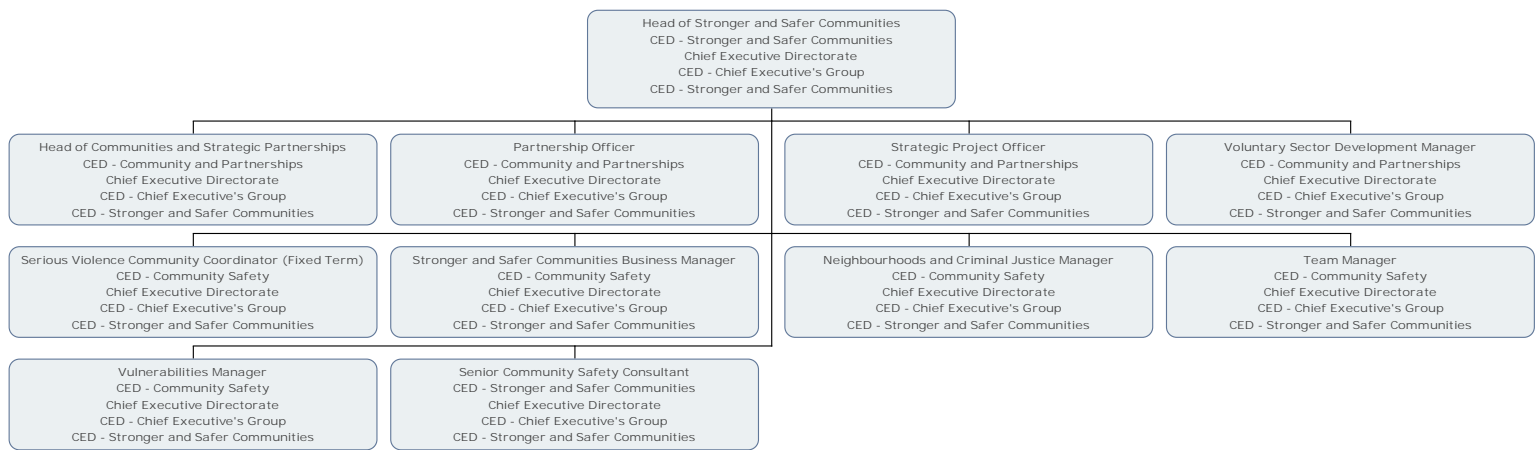 Head of Stronger and Safer Communities
CED - Stronger and Safer Communities
Chief Executive Directorate
CED - Chief Executive's Group
CED - Stronger and Safer Communities
Head of Communities and Strategic Partnerships
CED - Community and Partnerships
Chief Executive Directorate
CED - Chief Executive's Group
CED - Stronger and Safer Communities
Partnership Officer
CED - Community and Partnerships
Chief Executive Directorate
CED - Chief Executive's Group
CED - Stronger and Safer Communities
Strategic Project Officer
CED - Community and Partnerships
Chief Executive Directorate
CED - Chief Executive's Group
CED - Stronger and Safer Communities
Voluntary Sector Development Manager
CED - Community and Partnerships
Chief Executive Directorate
CED - Chief Executive's Group
CED - Stronger and Safer Communities
Serious Violence Community Coordinator (Fixed Term)
CED - Community Safety
Chief Executive Directorate
CED - Chief Executive's Group
CED - Stronger and Safer Communities
Stronger and Safer Communities Business Manager
CED - Community Safety
Chief Executive Directorate
CED - Chief Executive's Group
CED - Stronger and Safer Communities
Neighbourhoods and Criminal Justice Manager
CED - Community Safety
Chief Executive Directorate
CED - Chief Executive's Group
CED - Stronger and Safer Communities
Team Manager
CED - Community Safety
Chief Executive Directorate
CED - Chief Executive's Group
CED - Stronger and Safer Communities
Vulnerabilities Manager
CED - Community Safety
Chief Executive Directorate
CED - Chief Executive's Group
CED - Stronger and Safer Communities
Senior Community Safety Consultant
CED - Stronger and Safer Communities
Chief Executive Directorate
CED - Chief Executive's Group
CED - Stronger and Safer Communities